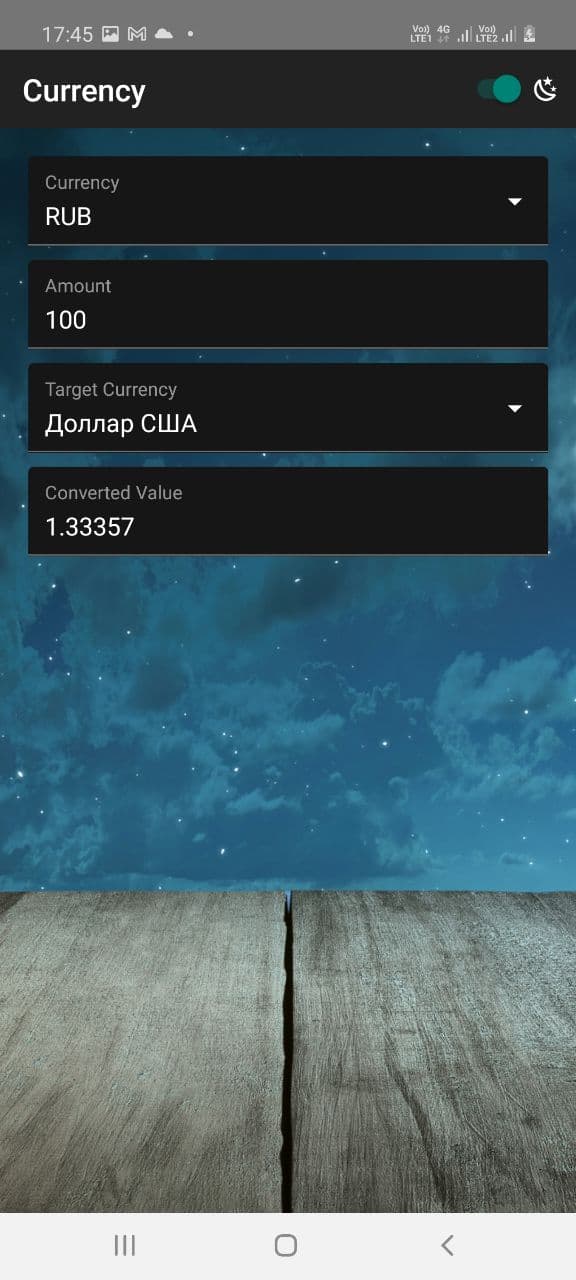 17:45
Vo)) LTE1 4G Vo)) LTE2
Currency
Currency
RUB
Amount
100
Target Currency
Доллар США
Converted Value
1.33357